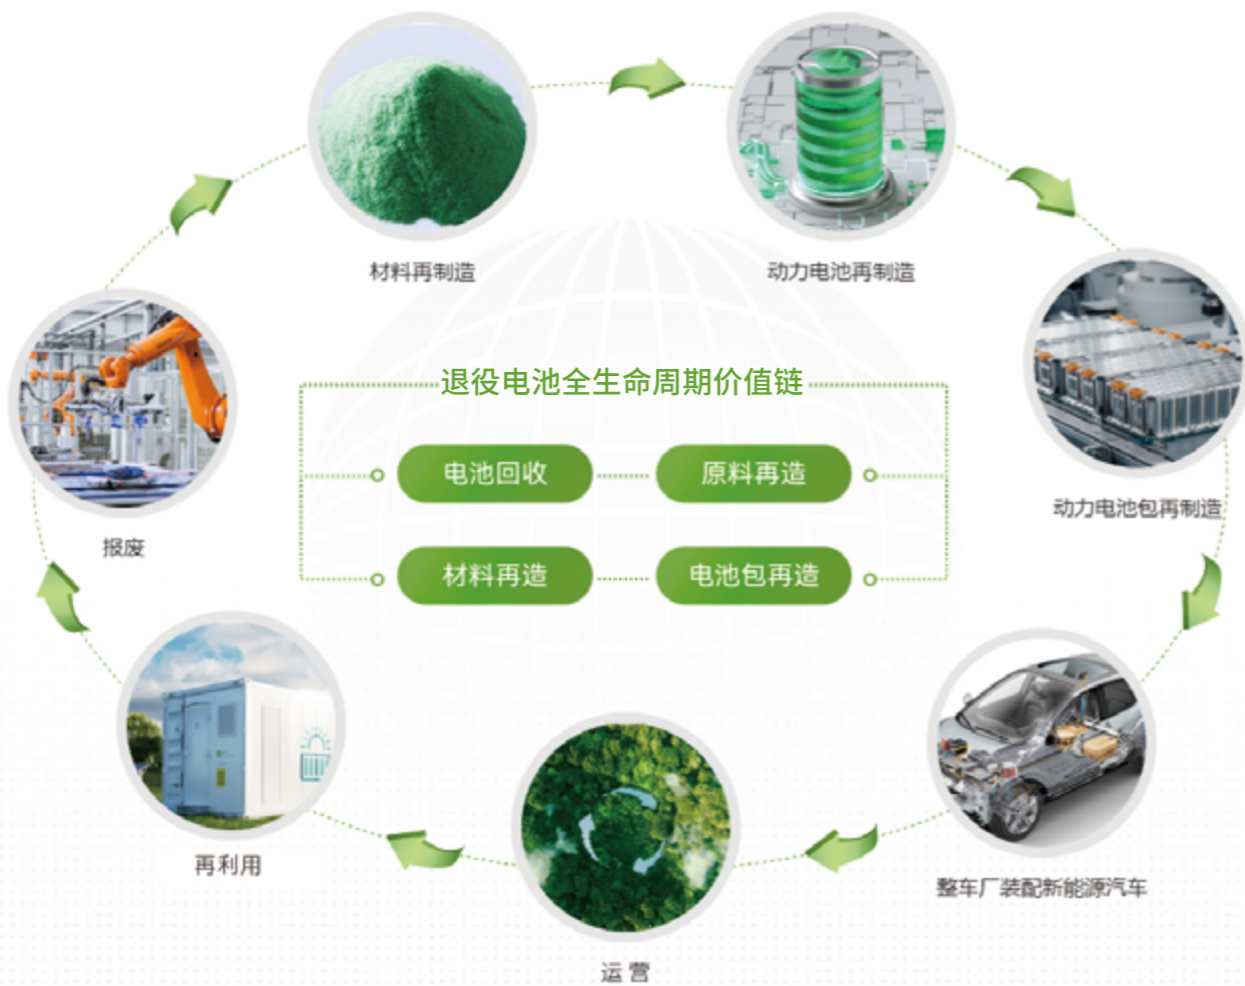 材料再制造
动力电池再制造
退役电池全生命周期价值链
电池回收
原料再造
动力电池包再制造
报废
材料再造
电池包再造
再利用
整车厂装配新能源汽车
运营